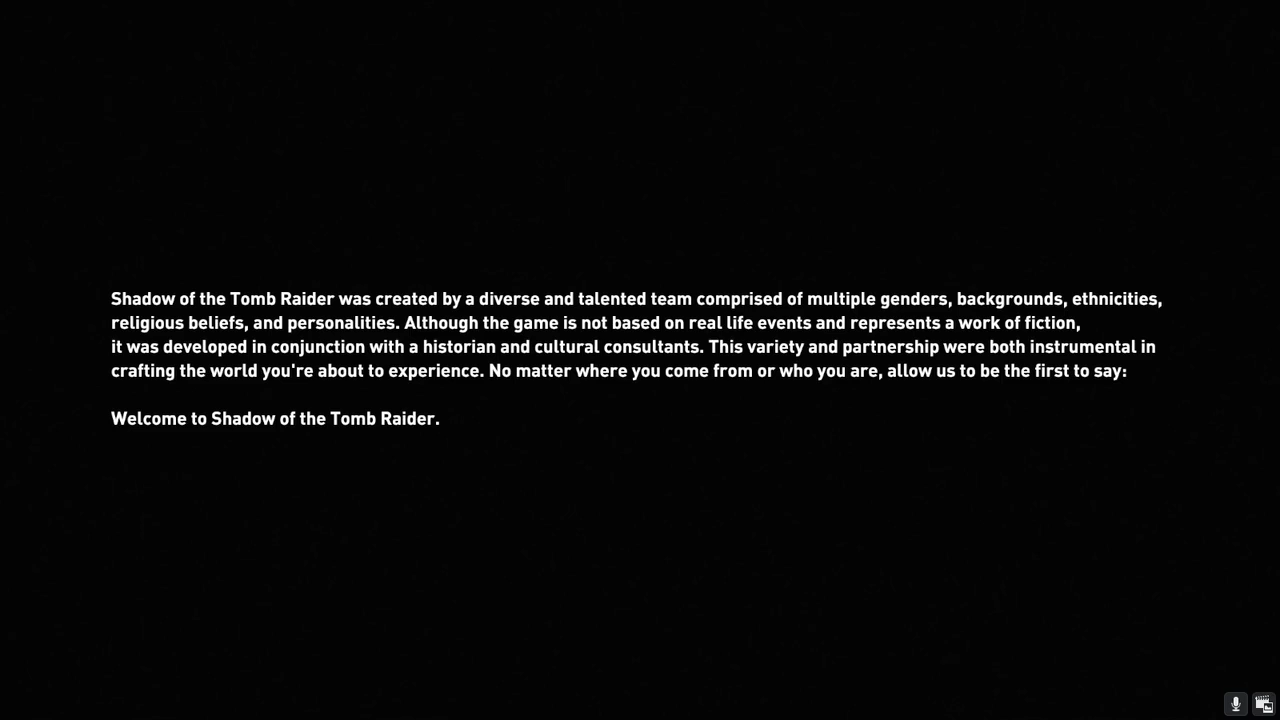 Shadow of the Tomb Raider was created by a diverse and talented team comprised of multiple genders, backgrounds, ethnicities,
religious beliefs, and personalities. Although the game is not based on real life events and represents a work of fiction,
it was developed in conjunction with a historian and cultural consultants. This variety and partnership were both instrumental in
crafting the world you're about to experience. No matter where you come from or who you are, allow us to be the first to say:
Welcome to Shadow of the Tomb Raider.